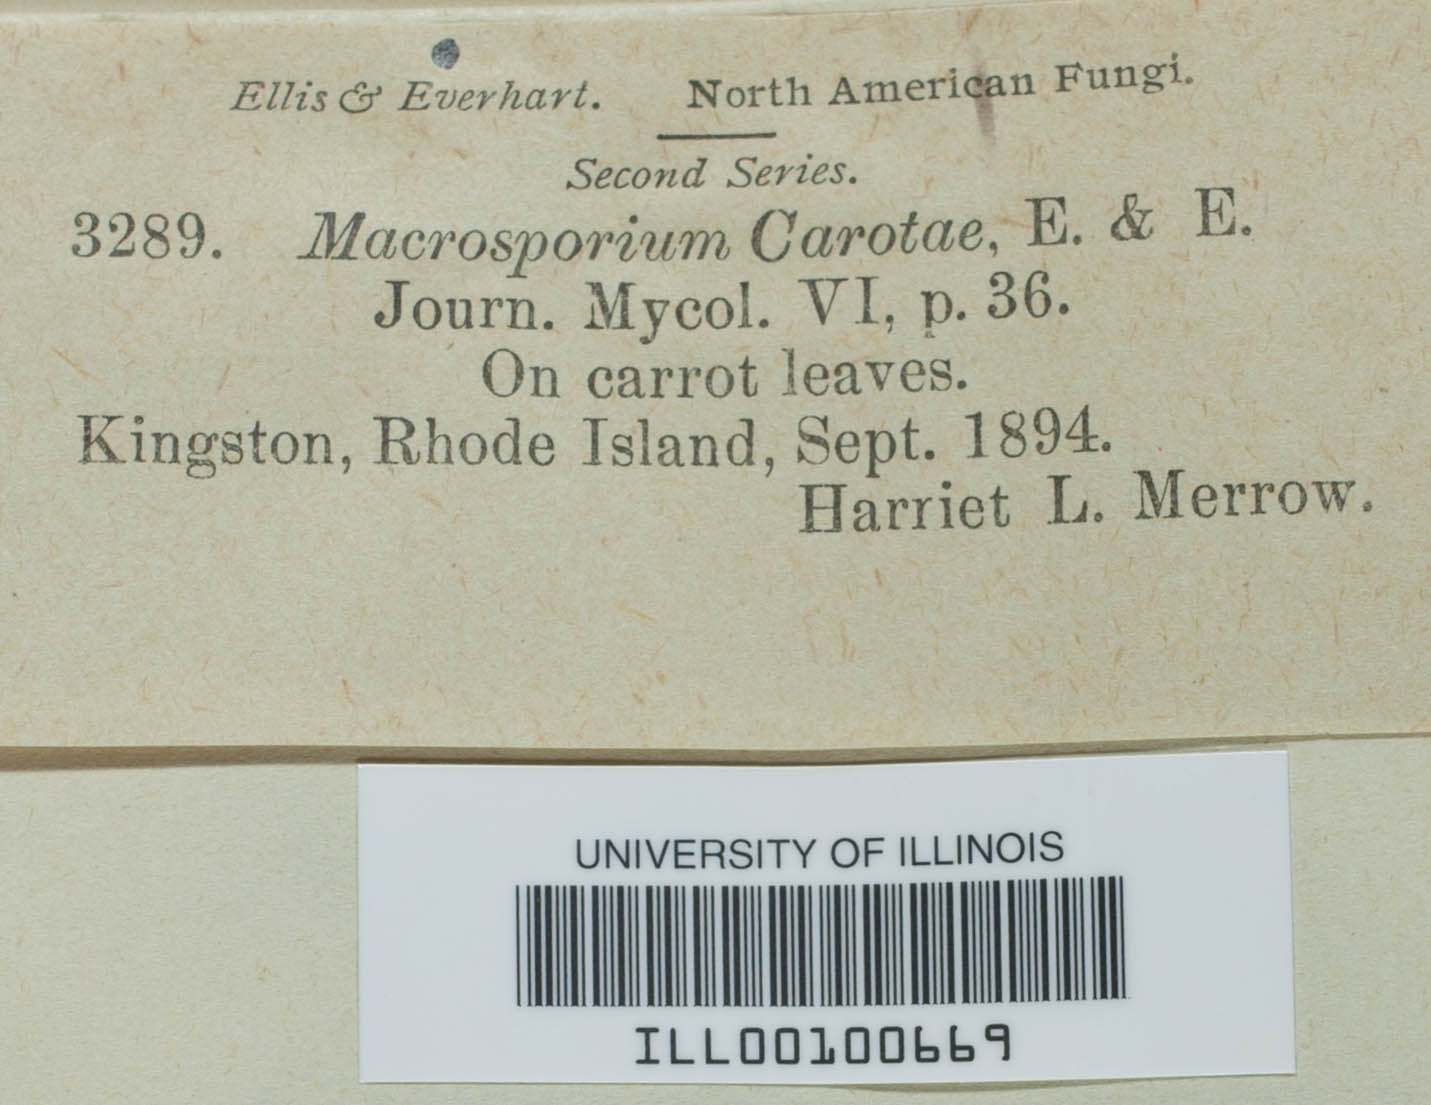 Ellis & Everhart. North American Fungi.
Second Series.
3289. Macrosporium Carotae, E. & E.
Journ. Mycol. VI, p. 36.
On carrot leaves.
Kingston, Rhode Island, Sept. 1894.
Harriet L. Merrow.
UNIVERSITY OF ILLINOIS
ILL00100669